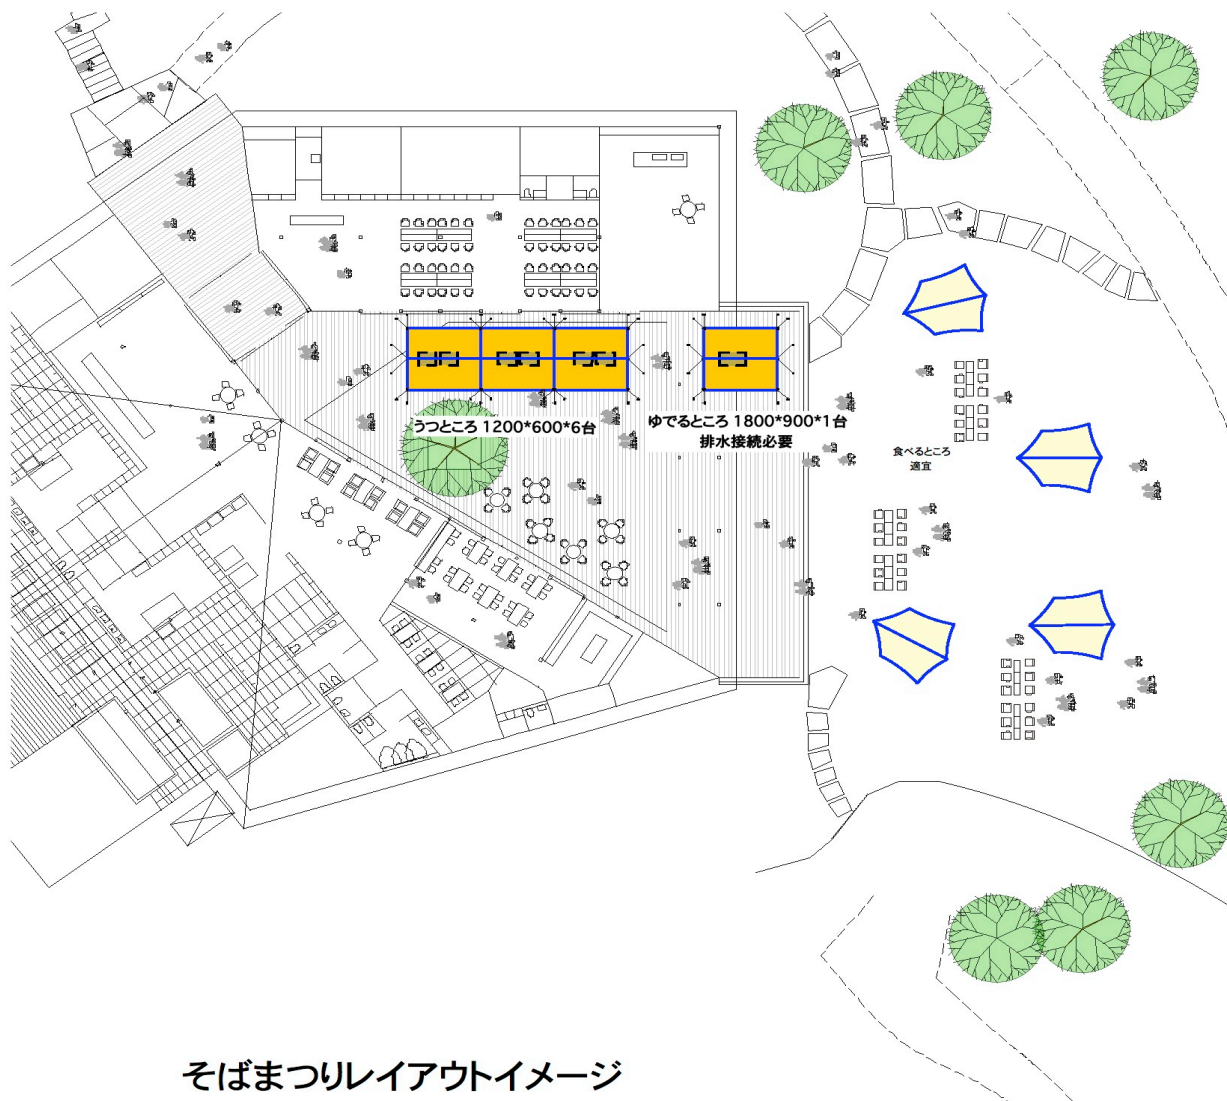 うつところ 1200*600*6台
ゆでるところ 1800*900*1台
排水接続必要
食べるところ
適宜
そばまつりレイアウトイメージ